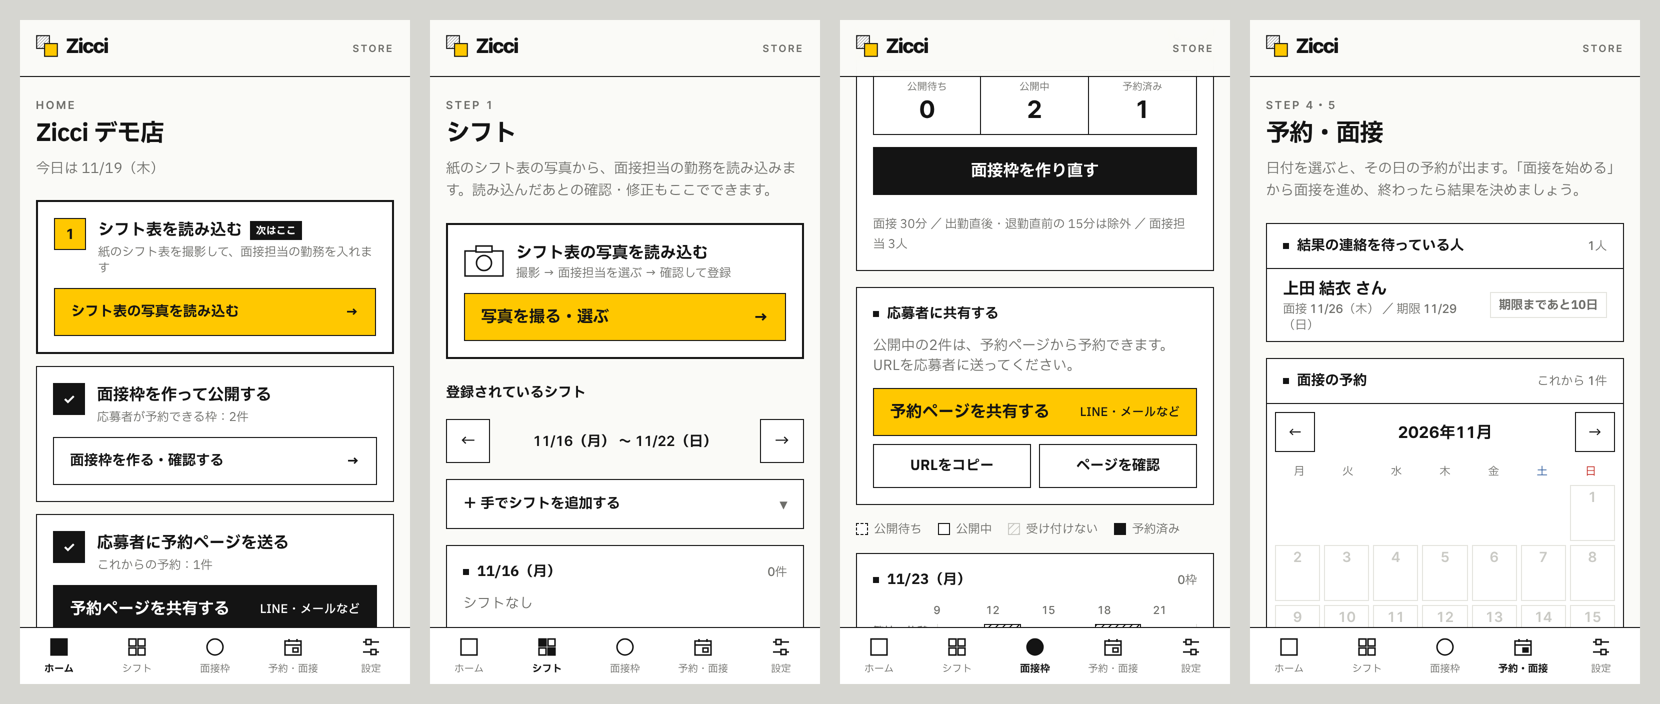 Zicci
STORE
HOME
Zicci デモ店
今日は 11/19（木）
1
シフト表を読み込む 次はここ
紙のシフト表を撮影して、面接担当の勤務を入れま
す
シフト表の写真を読み込む →
面接枠を作って公開する
応募者が予約できる枠：2件
面接枠を作る・確認する →
応募者に予約ページを送る
これからの予約：1件
予約ページを共有する LINE・メールなど
ホーム シフト 面接枠 予約・面接 設定
Zicci
STORE
STEP 1
シフト
紙のシフト表の写真から、面接担当の勤務を読み込みま
す。読み込んだあとの確認・修正もここでできます。
シフト表の写真を読み込む
撮影 → 面接担当を選ぶ → 確認して登録
写真を撮る・選ぶ →
登録されているシフト
← 11/16（月）〜 11/22（日） →
＋ 手でシフトを追加する ▼
11/16（月） 0件
シフトなし
ホーム シフト 面接枠 予約・面接 設定
Zicci
STORE
公開待ち 公開中 予約済み
0 2 1
面接枠を作り直す
面接 30分 ／ 出勤直後・退勤直前の 15分は除外 ／ 面接担
当 3人
応募者に共有する
公開中の2件は、予約ページから予約できます。
URLを応募者に送ってください。
予約ページを共有する LINE・メールなど
URLをコピー ページを確認
公開待ち 公開中 受け付けない 予約済み
11/23（月） 0枠
9 12 15 18 21
ホーム シフト 面接枠 予約・面接 設定
Zicci
STORE
STEP 4・5
予約・面接
日付を選ぶと、その日の予約が出ます。「面接を始める」
から面接を進め、終わったら結果を決めましょう。
結果の連絡を待っている人 1人
上田 結衣 さん
面接 11/26（木） ／ 期限 11/29
（日）
期限まであと10日
面接の予約 これから 1件
← 2026年11月 →
月 火 水 木 金 土 日
1
2 3 4 5 6 7 8
9 10 11 12 13 14 15
ホーム シフト 面接枠 予約・面接 設定